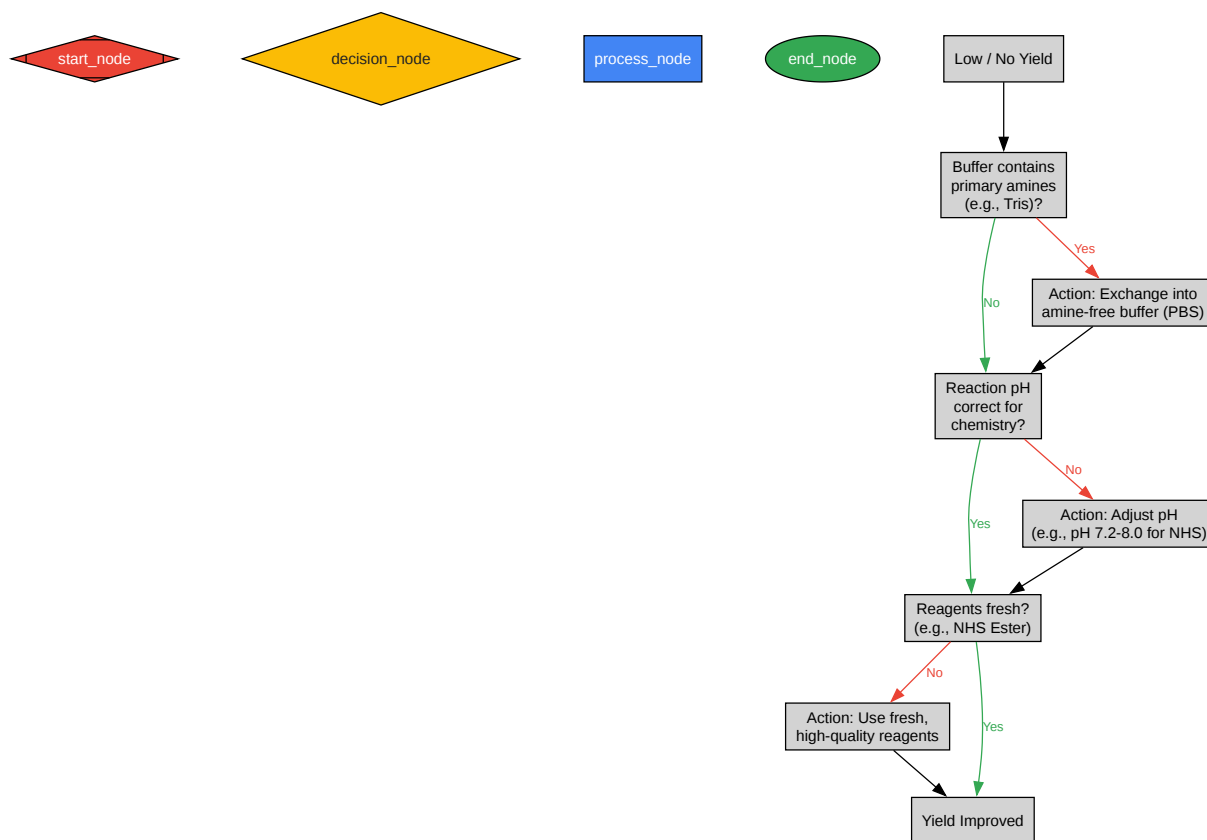 start_node
decision_node
process_node
end_node
Low / No Yield
Buffer contains
primary amines
(e.g., Tris)?
Yes
No
Action: Exchange into
amine-free buffer (PBS)
Reaction pH
correct for
chemistry?
No
Yes
Action: Adjust pH
(e.g., pH 7.2-8.0 for NHS)
Reagents fresh?
(e.g., NHS Ester)
No
Yes
Action: Use fresh,
high-quality reagents
Yield Improved